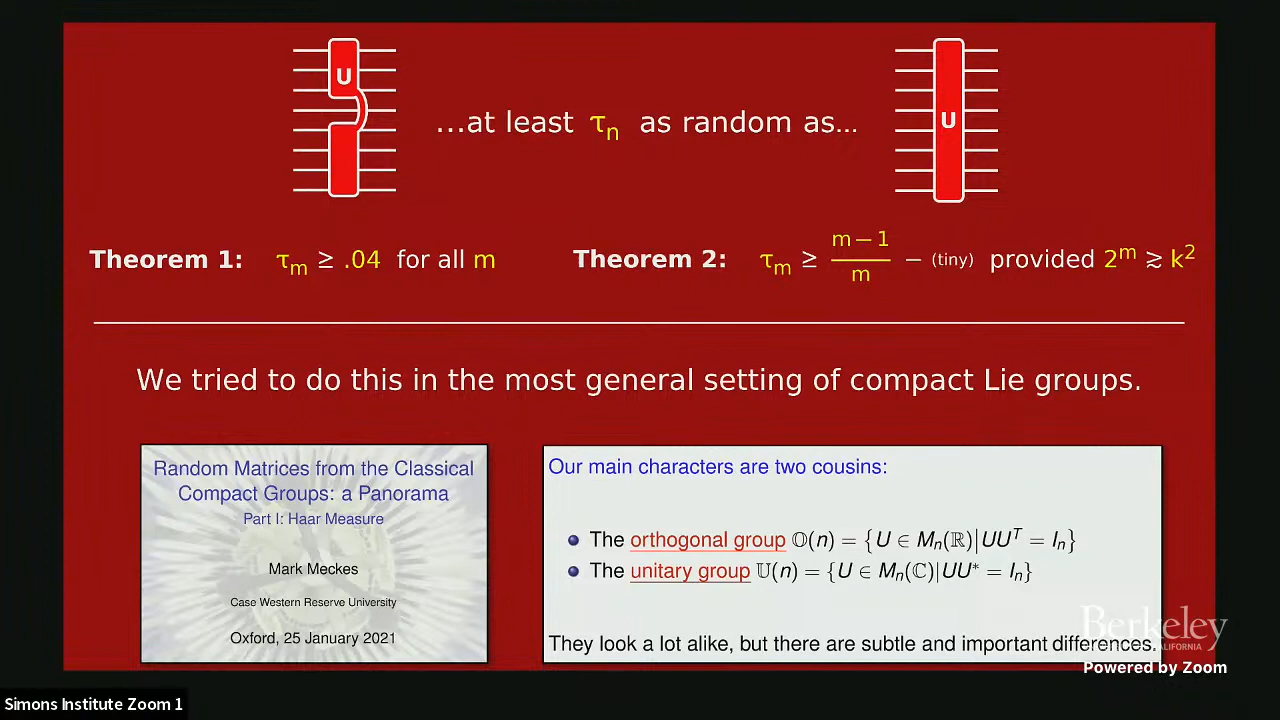 U
...at least τn as random as...
U
Theorem 1: τm ≥ .04 for all m
Theorem 2: τm ≥ m − 1 / m − (tiny) provided 2^m ≳ k^2
We tried to do this in the most general setting of compact Lie groups.
Random Matrices from the Classical
Compact Groups: a Panorama
Part I: Haar Measure
Mark Meckes
Case Western Reserve University
Oxford, 25 January 2021
Our main characters are two cousins:
The orthogonal group 𝕆(n) = {U ∈ Mn(ℝ)|UU^T = In}
The unitary group 𝕌(n) = {U ∈ Mn(ℂ)|UU* = In}
They look a lot alike, but there are subtle and important differences.
Berkeley
Powered by Zoom
Simons Institute Zoom 1